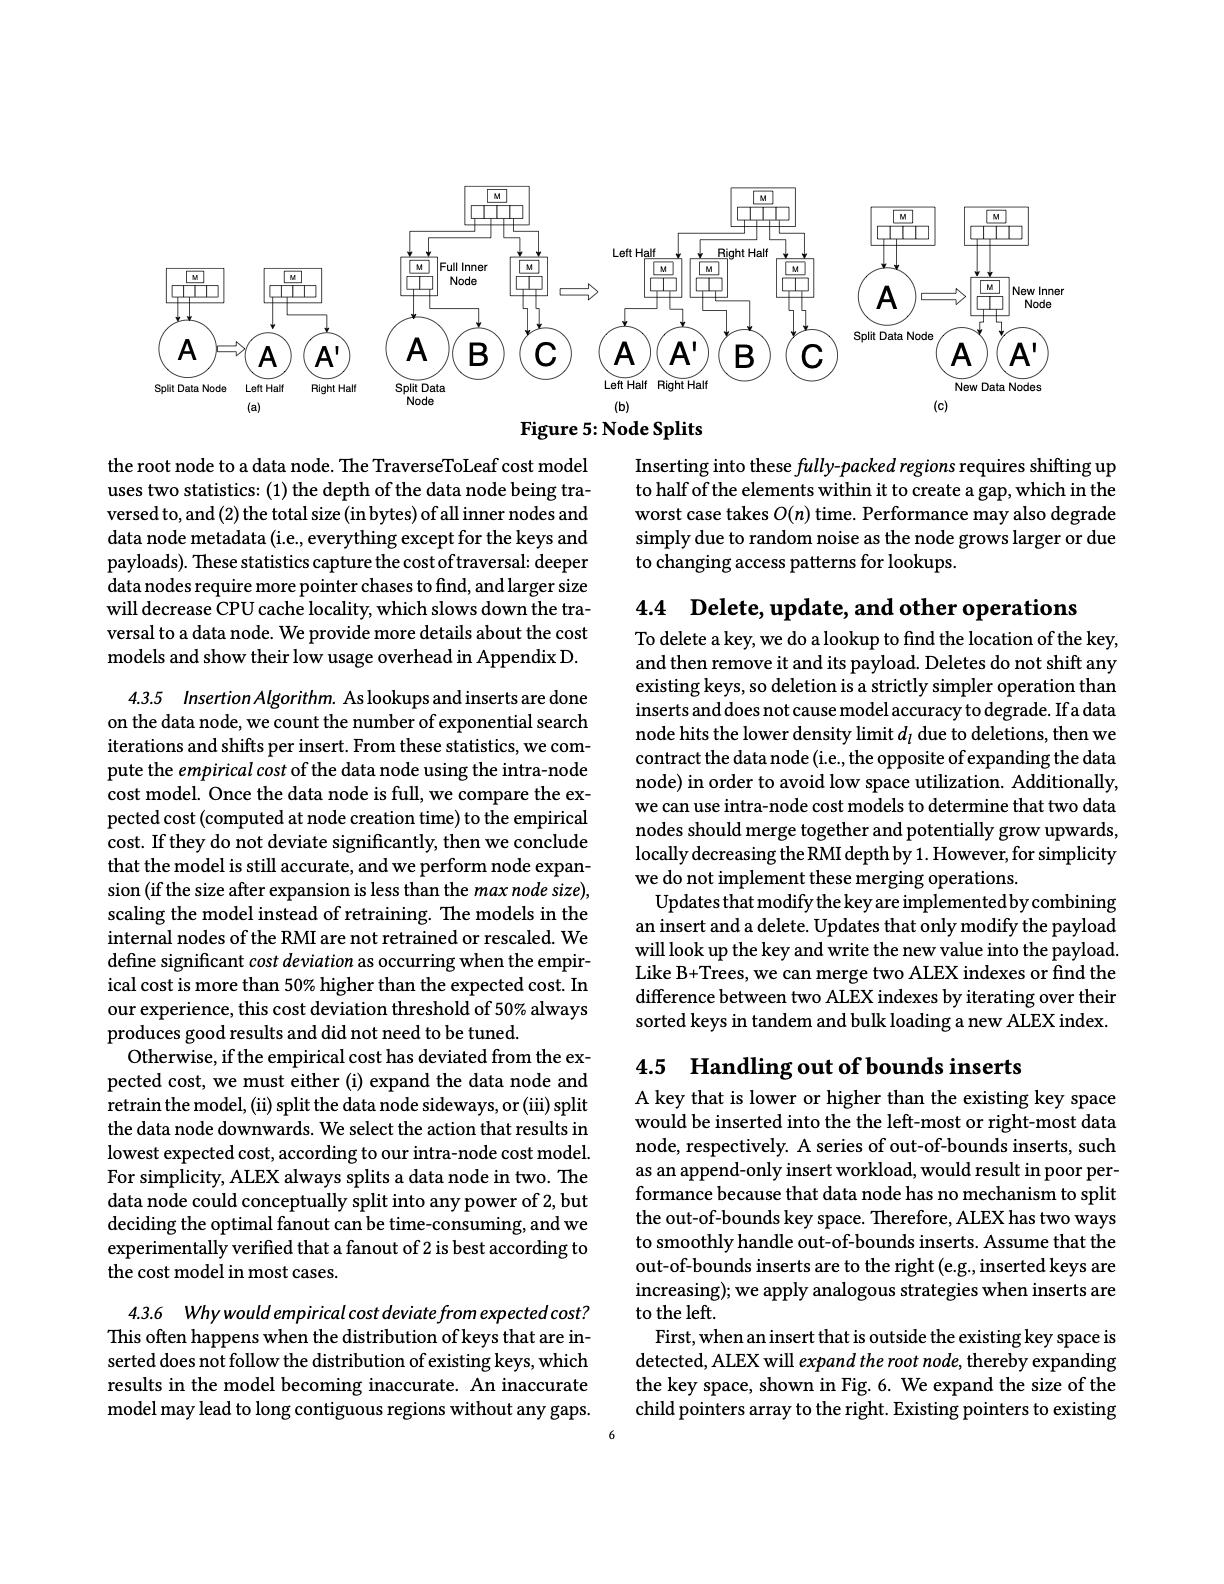 M
M
A
A
A'
Split Data Node
Left Half
Right Half
(a)
M
M
Full Inner
Node
M
A
B
C
Split Data
Node
M
Left Half
Right Half
M
M
M
A
A'
B
C
Left Half
Right Half
(b)
M
M
A
M
New Inner
Node
Split Data Node
A
A'
New Data Nodes
(c)
Figure 5: Node Splits
the root node to a data node. The TraverseToLeaf cost model
uses two statistics: (1) the depth of the data node being tra-
versed to, and (2) the total size (in bytes) of all inner nodes and
data node metadata (i.e., everything except for the keys and
payloads). These statistics capture the cost of traversal: deeper
data nodes require more pointer chases to find, and larger size
will decrease CPU cache locality, which slows down the tra-
versal to a data node. We provide more details about the cost
models and show their low usage overhead in Appendix D.
4.3.5 Insertion Algorithm. As lookups and inserts are done
on the data node, we count the number of exponential search
iterations and shifts per insert. From these statistics, we com-
pute the empirical cost of the data node using the intra-node
cost model. Once the data node is full, we compare the ex-
pected cost (computed at node creation time) to the empirical
cost. If they do not deviate significantly, then we conclude
that the model is still accurate, and we perform node expan-
sion (if the size after expansion is less than the max node size),
scaling the model instead of retraining. The models in the
internal nodes of the RMI are not retrained or rescaled. We
define significant cost deviation as occurring when the empir-
ical cost is more than 50% higher than the expected cost. In
our experience, this cost deviation threshold of 50% always
produces good results and did not need to be tuned.
Otherwise, if the empirical cost has deviated from the ex-
pected cost, we must either (i) expand the data node and
retrain the model, (ii) split the data node sideways, or (iii) split
the data node downwards. We select the action that results in
lowest expected cost, according to our intra-node cost model.
For simplicity, ALEX always splits a data node in two. The
data node could conceptually split into any power of 2, but
deciding the optimal fanout can be time-consuming, and we
experimentally verified that a fanout of 2 is best according to
the cost model in most cases.
4.3.6 Why would empirical cost deviate from expected cost?
This often happens when the distribution of keys that are in-
serted does not follow the distribution of existing keys, which
results in the model becoming inaccurate. An inaccurate
model may lead to long contiguous regions without any gaps.
Inserting into these fully-packed regions requires shifting up
to half of the elements within it to create a gap, which in the
worst case takes O(n) time. Performance may also degrade
simply due to random noise as the node grows larger or due
to changing access patterns for lookups.
4.4 Delete, update, and other operations
To delete a key, we do a lookup to find the location of the key,
and then remove it and its payload. Deletes do not shift any
existing keys, so deletion is a strictly simpler operation than
inserts and does not cause model accuracy to degrade. If a data
node hits the lower density limit d_l due to deletions, then we
contract the data node (i.e., the opposite of expanding the data
node) in order to avoid low space utilization. Additionally,
we can use intra-node cost models to determine that two data
nodes should merge together and potentially grow upwards,
locally decreasing the RMI depth by 1. However, for simplicity
we do not implement these merging operations.
Updates that modify the key are implemented by combining
an insert and a delete. Updates that only modify the payload
will look up the key and write the new value into the payload.
Like B+Trees, we can merge two ALEX indexes or find the
difference between two ALEX indexes by iterating over their
sorted keys in tandem and bulk loading a new ALEX index.
4.5 Handling out of bounds inserts
A key that is lower or higher than the existing key space
would be inserted into the the left-most or right-most data
node, respectively. A series of out-of-bounds inserts, such
as an append-only insert workload, would result in poor per-
formance because that data node has no mechanism to split
the out-of-bounds key space. Therefore, ALEX has two ways
to smoothly handle out-of-bounds inserts. Assume that the
out-of-bounds inserts are to the right (e.g., inserted keys are
increasing); we apply analogous strategies when inserts are
to the left.
First, when an insert that is outside the existing key space is
detected, ALEX will expand the root node, thereby expanding
the key space, shown in Fig. 6. We expand the size of the
child pointers array to the right. Existing pointers to existing
6